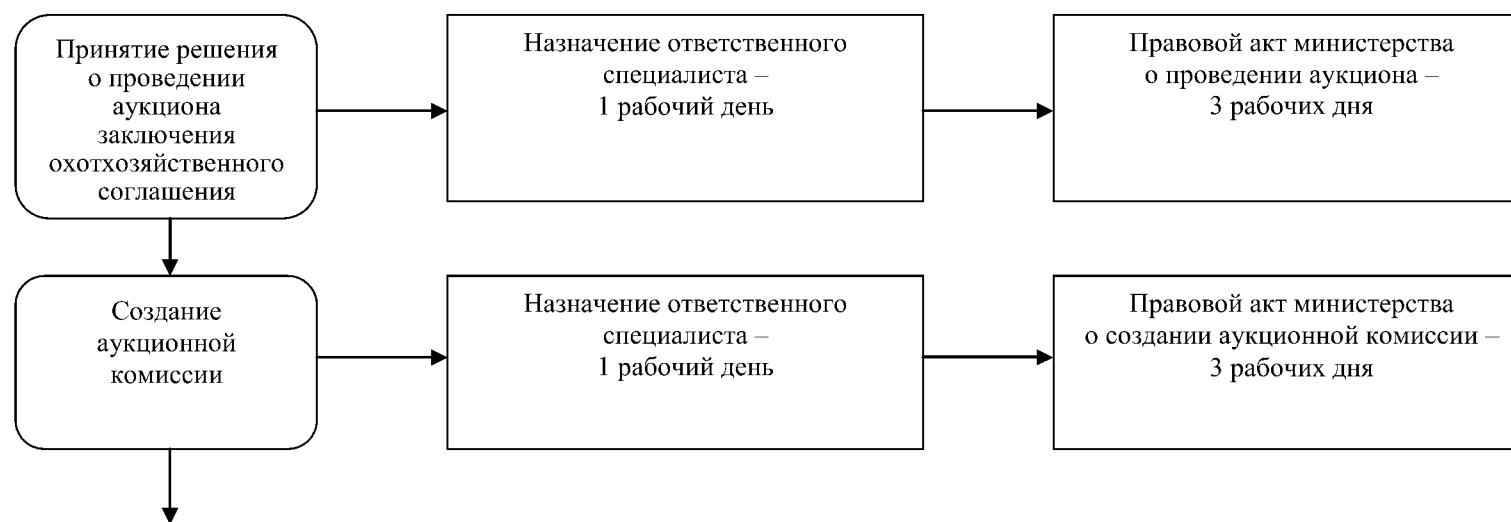 Принятие решения
о проведении
аукциона
заключения
охотхозяйственного
соглашения
Назначение ответственного
специалиста –
1 рабочий день
Правовой акт министерства
о проведении аукциона –
3 рабочих дня
Создание
аукционной
комиссии
Назначение ответственного
специалиста –
1 рабочий день
Правовой акт министерства
о создании аукционной комиссии –
3 рабочих дня